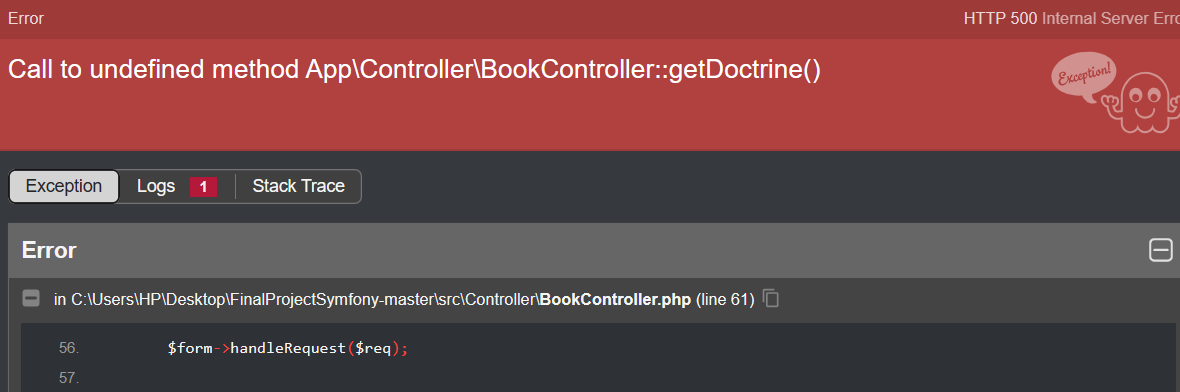 Error HTTP 500 Internal Server Erro
Call to undefined method App\Controller\BookController::getDoctrine()
Exception!
Exception Logs 1 Stack Trace
Error
in C:\Users\HP\Desktop\FinalProjectSymfony-master\src\Controller\BookController.php (line 61)
56. $form->handleRequest($req);
57.